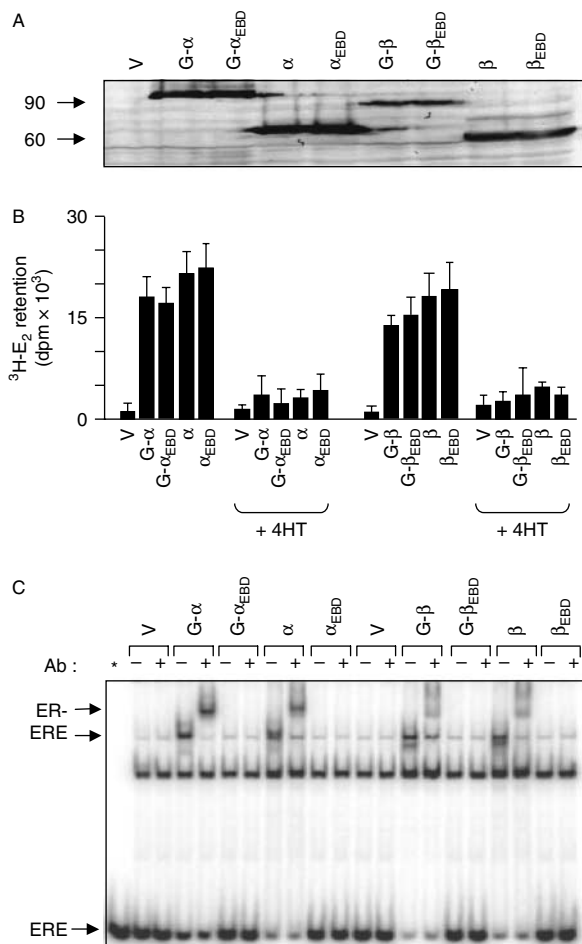 A
V G-α G-αEBD α αEBD G-β G-βEBD β βEBD
90
60
B
30
15
0
³H-E₂ retention
(dpm × 10³)
V G-α G-αEBD α αEBD V G-α G-αEBD α αEBD V G-β G-βEBD β βEBD V G-β G-βEBD β βEBD
+ 4HT + 4HT
C
V G-α G-αEBD α αEBD V G-β G-βEBD β βEBD
Ab : * − + − + − + − + − + − + − + − + − + − +
ER-
ERE
ERE